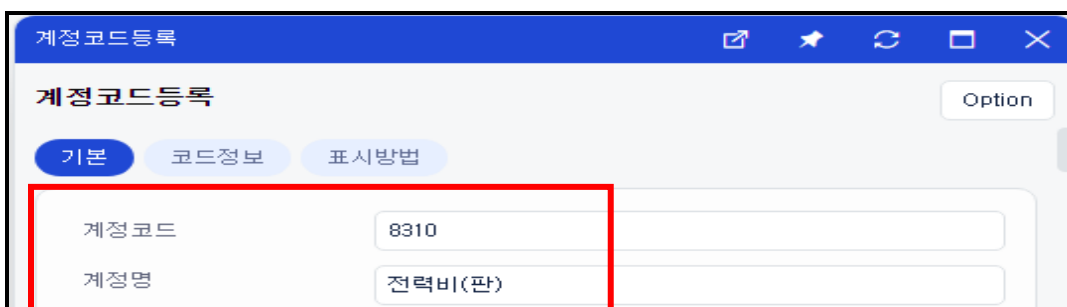 계정코드등록
계정코드등록
Option
기본 코드정보 표시방법
계정코드 8310
계정명 전력비(판)